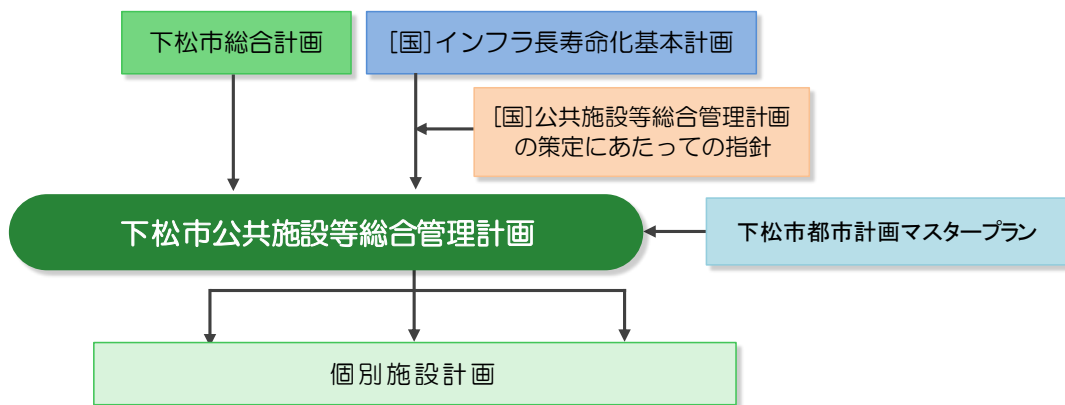 下松市総合計画
[国]インフラ長寿命化基本計画
[国]公共施設等総合管理計画
の策定にあたっての指針
下松市公共施設等総合管理計画
下松市都市計画マスタープラン
個別施設計画